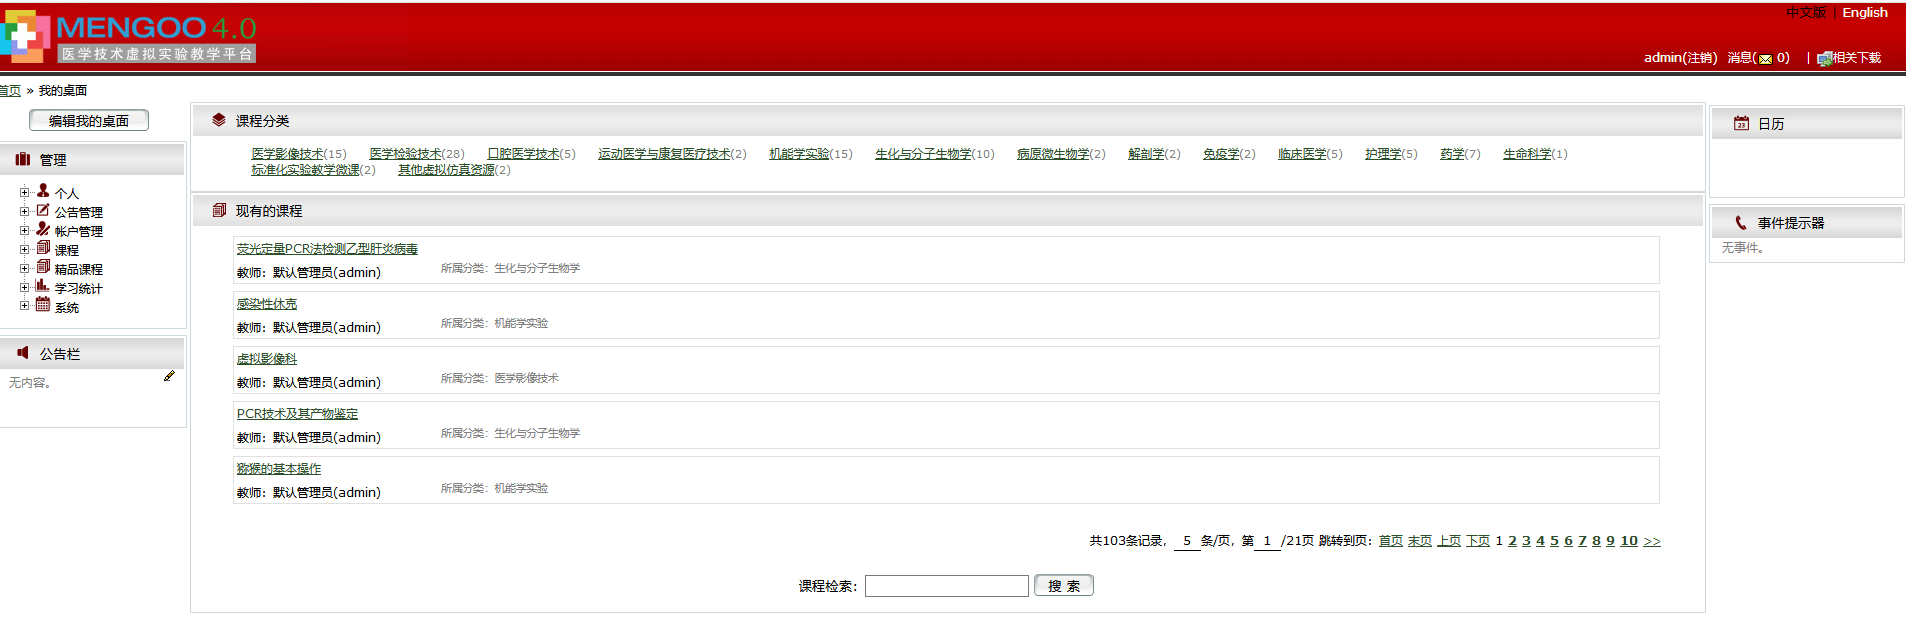 中文版 | English
MENGOO 4.0
医学技术虚拟实验教学平台
admin(注销) 消息( 0) | 相关下载
首页 » 我的桌面
编辑我的桌面
管理
个人
公告管理
帐户管理
课程
精品课程
学习统计
系统
公告栏
无内容。
课程分类
医学影像技术(15) 医学检验技术(28) 口腔医学技术(5) 运动医学与康复医疗技术(2) 机能学实验(15) 生化与分子生物学(10) 病原微生物学(2) 解剖学(2) 免疫学(2) 临床医学(5) 护理学(5) 药学(7) 生命科学(1)
标准化实验教学微课(2) 其他虚拟仿真资源(2)
现有的课程
荧光定量PCR法检测乙型肝炎病毒
教师：默认管理员(admin) 所属分类：生化与分子生物学
感染性休克
教师：默认管理员(admin) 所属分类：机能学实验
虚拟影像科
教师：默认管理员(admin) 所属分类：医学影像技术
PCR技术及其产物鉴定
教师：默认管理员(admin) 所属分类：生化与分子生物学
猕猴的基本操作
教师：默认管理员(admin) 所属分类：机能学实验
共103条记录，5条/页，第1/21页 跳转到页：首页 末页 上页 下页 1 2 3 4 5 6 7 8 9 10 >>
课程检索： 搜 索
23 日历
事件提示器
无事件。